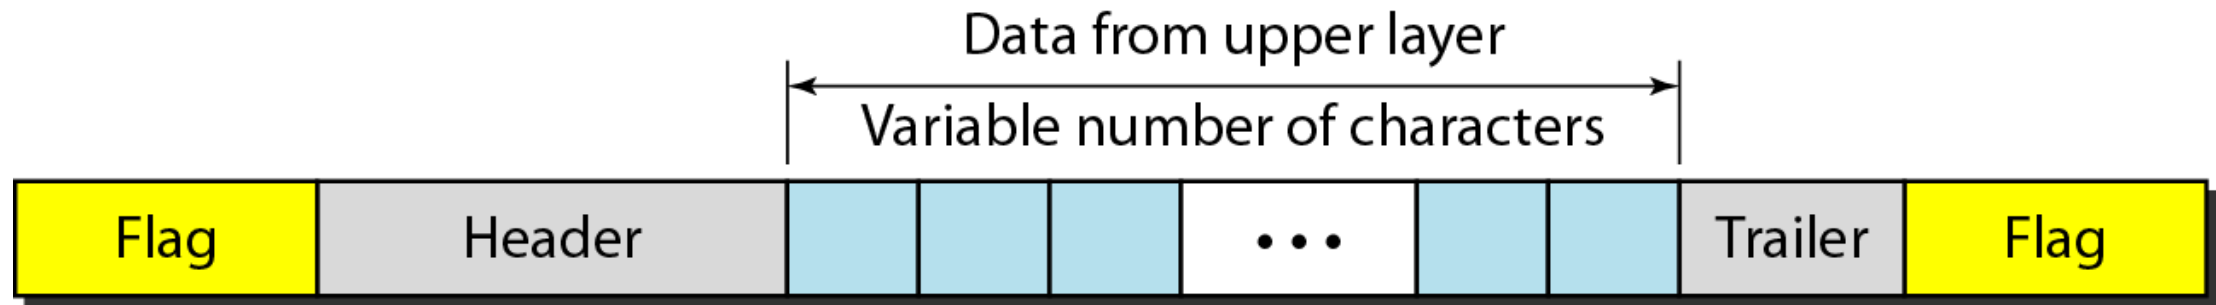 Data from upper layer
Variable number of characters
Flag Header ••• Trailer Flag